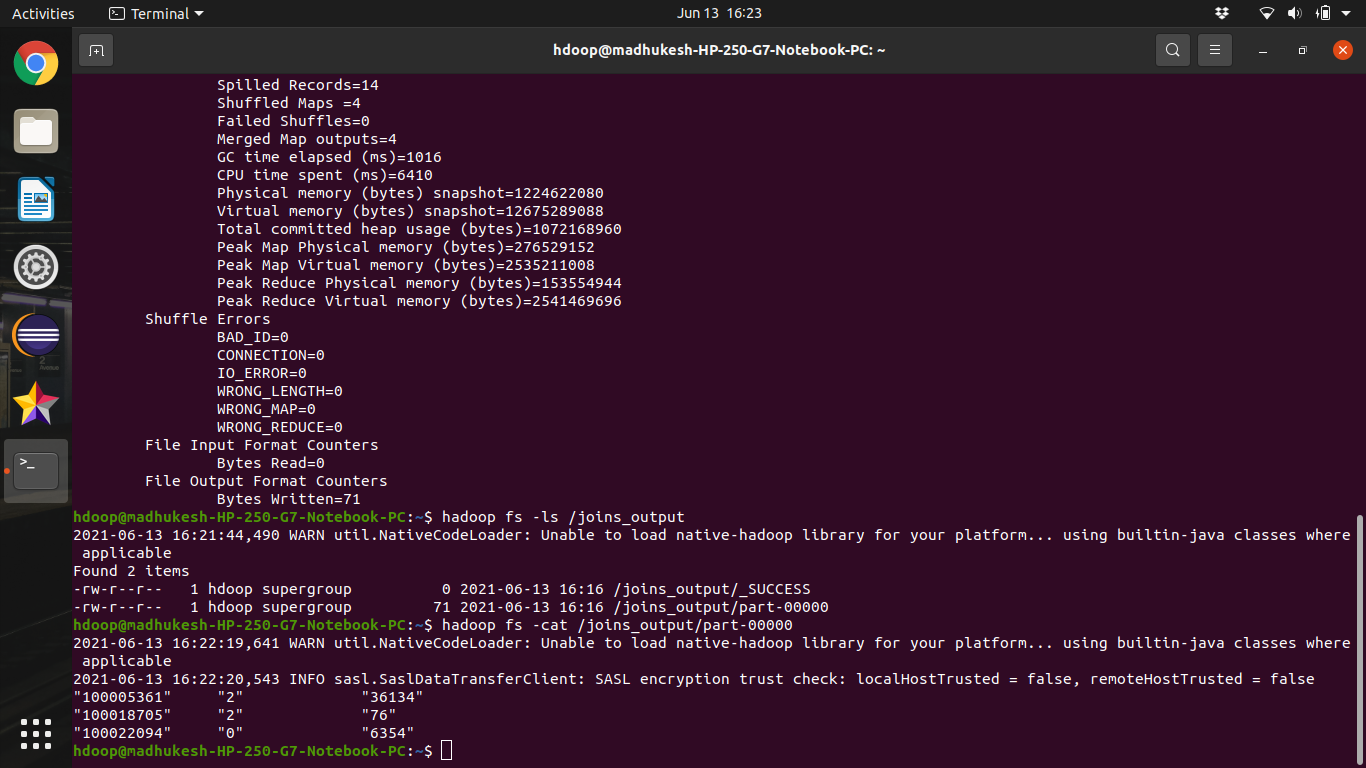 Activities Terminal Jun 13 16:23
hdoop@madhukesh-HP-250-G7-Notebook-PC: ~
Spilled Records=14
Shuffled Maps =4
Failed Shuffles=0
Merged Map outputs=4
GC time elapsed (ms)=1016
CPU time spent (ms)=6410
Physical memory (bytes) snapshot=1224622080
Virtual memory (bytes) snapshot=12675289088
Total committed heap usage (bytes)=1072168960
Peak Map Physical memory (bytes)=276529152
Peak Map Virtual memory (bytes)=2535211008
Peak Reduce Physical memory (bytes)=153554944
Peak Reduce Virtual memory (bytes)=2541469696
Shuffle Errors
BAD_ID=0
CONNECTION=0
IO_ERROR=0
WRONG_LENGTH=0
WRONG_MAP=0
WRONG_REDUCE=0
File Input Format Counters
Bytes Read=0
File Output Format Counters
Bytes Written=71
hdoop@madhukesh-HP-250-G7-Notebook-PC:~$ hadoop fs -ls /joins_output
2021-06-13 16:21:44,490 WARN util.NativeCodeLoader: Unable to load native-hadoop library for your platform... using builtin-java classes where
applicable
Found 2 items
-rw-r--r-- 1 hdoop supergroup 0 2021-06-13 16:16 /joins_output/_SUCCESS
-rw-r--r-- 1 hdoop supergroup 71 2021-06-13 16:16 /joins_output/part-00000
hdoop@madhukesh-HP-250-G7-Notebook-PC:~$ hadoop fs -cat /joins_output/part-00000
2021-06-13 16:22:19,641 WARN util.NativeCodeLoader: Unable to load native-hadoop library for your platform... using builtin-java classes where
applicable
2021-06-13 16:22:20,543 INFO sasl.SaslDataTransferClient: SASL encryption trust check: localHostTrusted = false, remoteHostTrusted = false
"100005361" "2" "36134"
"100018705" "2" "76"
"100022094" "0" "6354"
hdoop@madhukesh-HP-250-G7-Notebook-PC:~$